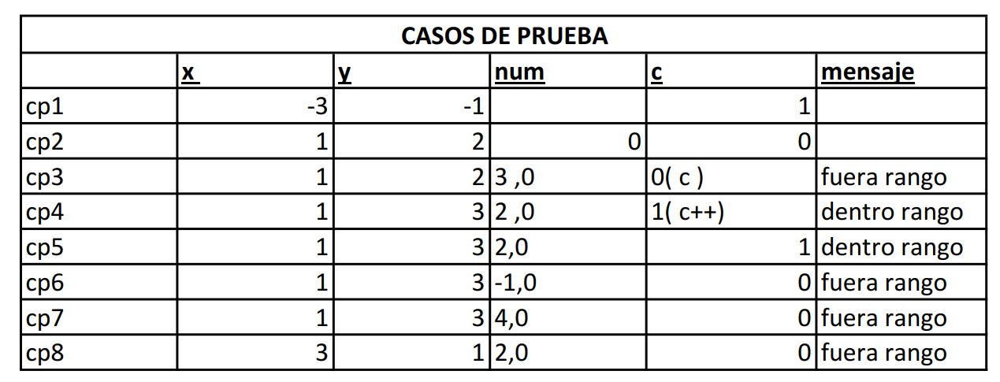 CASOS DE PRUEBA
x y num c mensaje
cp1 -3 -1 1
cp2 1 2 0 0
cp3 1 2 3 ,0 0( c ) fuera rango
cp4 1 3 2 ,0 1( c++) dentro rango
cp5 1 3 2,0 1 dentro rango
cp6 1 3 -1,0 0 fuera rango
cp7 1 3 4,0 0 fuera rango
cp8 3 1 2,0 0 fuera rango